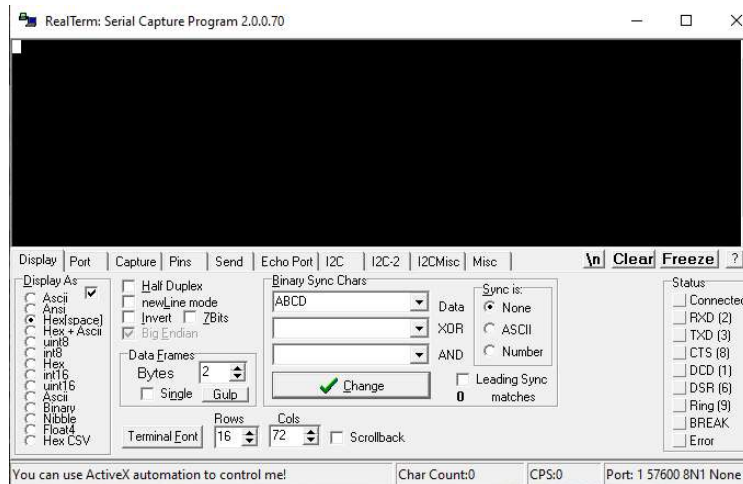 RealTerm: Serial Capture Program 2.0.0.70
Display Port Capture Pins Send Echo Port I2C I2C-2 I2CMisc Misc \n Clear Freeze ?
Display As
Ascii
Ansi
Hex[space]
Hex + Ascii
uint8
int8
Hex
int16
uint16
Ascii
Binary
Nibble
Float4
Hex CSV
Half Duplex
newLine mode
Invert 7Bits
Big Endian
Data Frames
Bytes 2
Single Gulp
Terminal Font
Rows
16
Cols
72
Scrollback
Binary Sync Chars
ABCD Data
XOR
AND
Change
Sync is:
None
ASCII
Number
Leading Sync
0 matches
Status
Connected
RXD (2)
TXD (3)
CTS (8)
DCD (1)
DSR (6)
Ring (9)
BREAK
Error
You can use ActiveX automation to control me! Char Count:0 CPS:0 Port: 1 57600 8N1 None